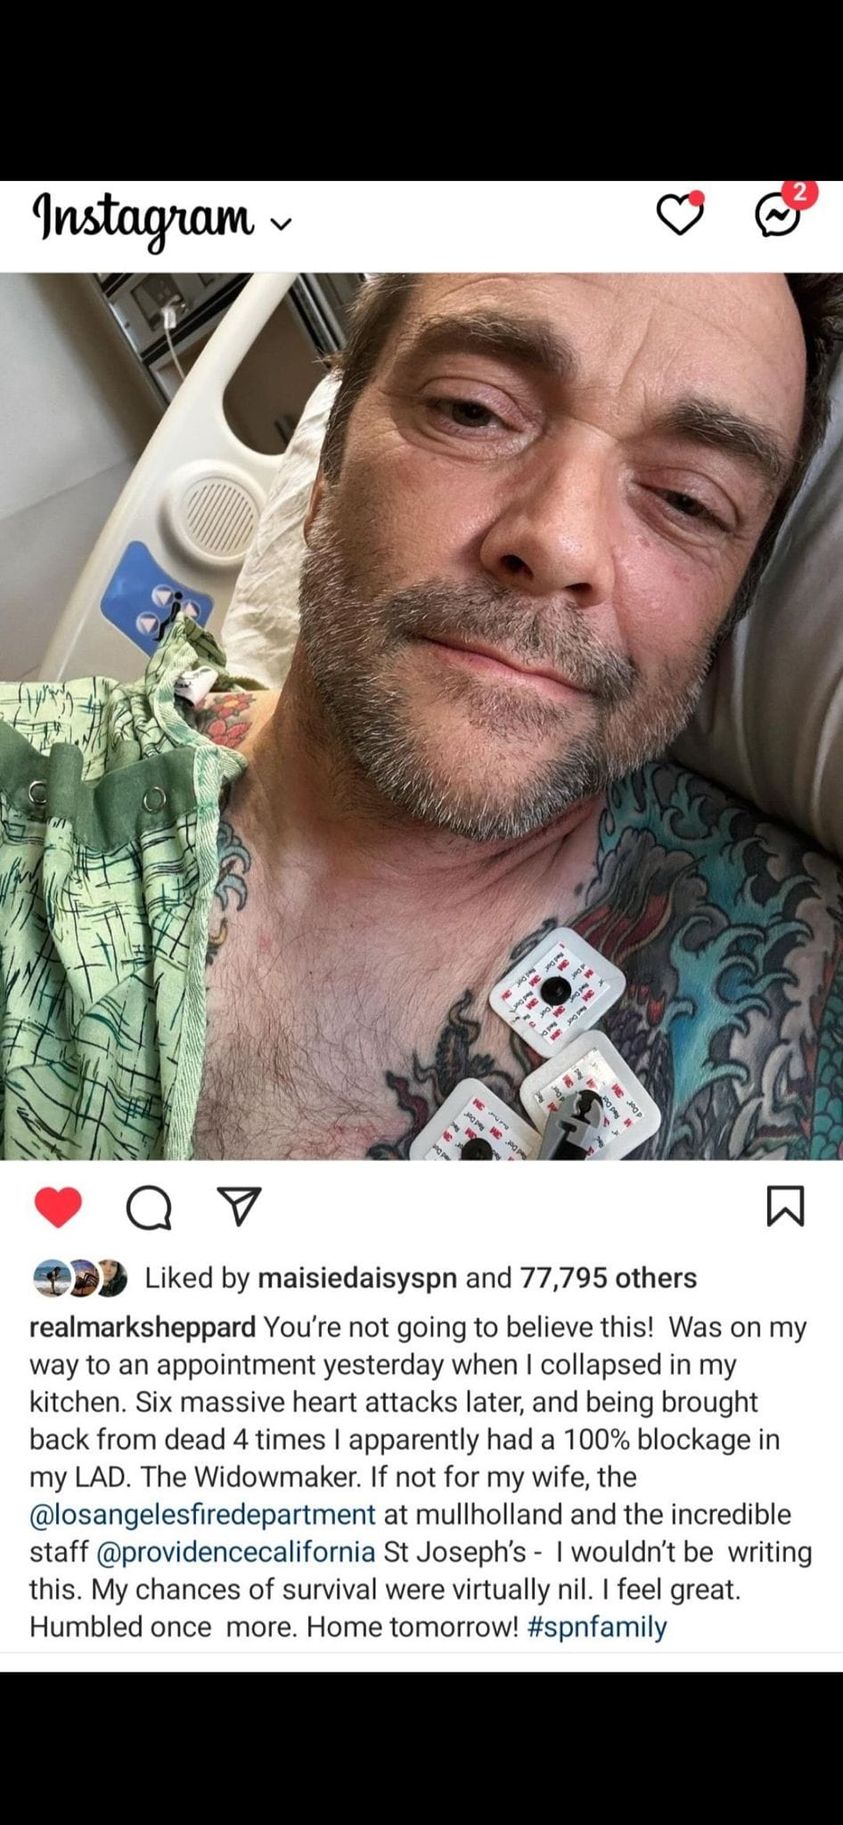 Instagram
2
Liked by maisiedaisyspn and 77,795 others
realmarksheppard You're not going to believe this!  Was on my
way to an appointment yesterday when I collapsed in my
kitchen. Six massive heart attacks later, and being brought
back from dead 4 times I apparently had a 100% blockage in
my LAD. The Widowmaker. If not for my wife, the
@losangelesfiredepartment at mullholland and the incredible
staff @providencecalifornia St Joseph's -  I wouldn't be  writing
this. My chances of survival were virtually nil. I feel great.
Humbled once  more. Home tomorrow! #spnfamily